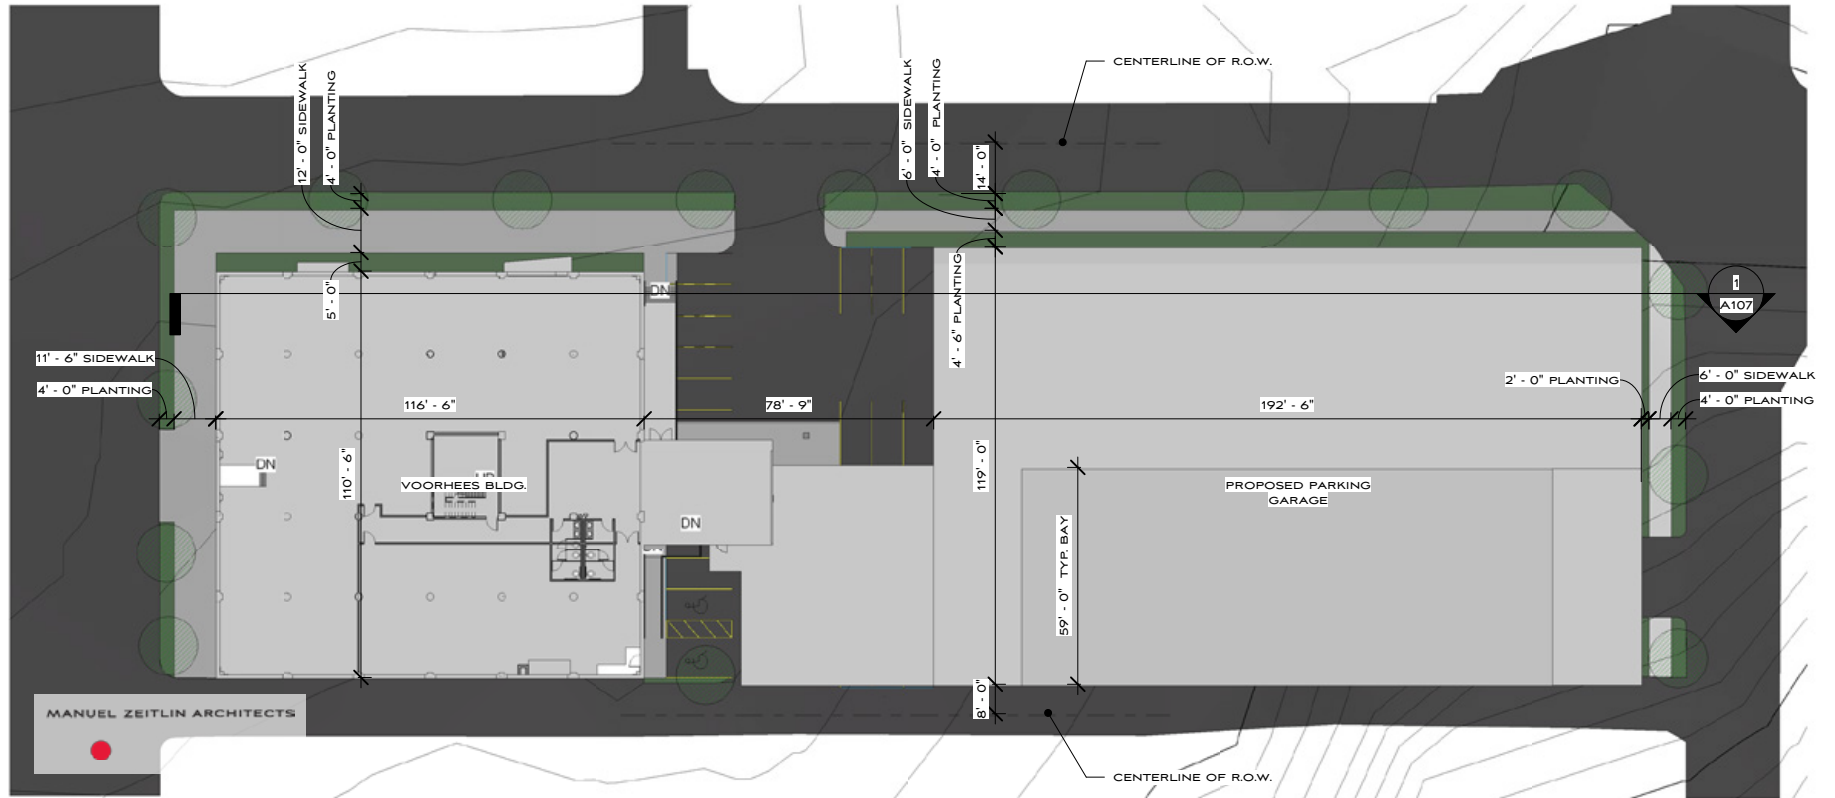 CENTERLINE OF R.O.W.
12' - 0" SIDEWALK
4' - 0" PLANTING
6' - 0" SIDEWALK
4' - 0" PLANTING
14' - 0"
5' - 0"
DN
4' - 6" PLANTING
1
A107
11' - 6" SIDEWALK
4' - 0" PLANTING
116' - 6"
78' - 9"
192' - 6"
2' - 0" PLANTING
6' - 0" SIDEWALK
4' - 0" PLANTING
DN
110' - 6"
VOORHEES BLDG.
119' - 0"
PROPOSED PARKING
GARAGE
DN
59' - 0" TYP. BAY
8' - 0"
MANUEL ZEITLIN ARCHITECTS
CENTERLINE OF R.O.W.